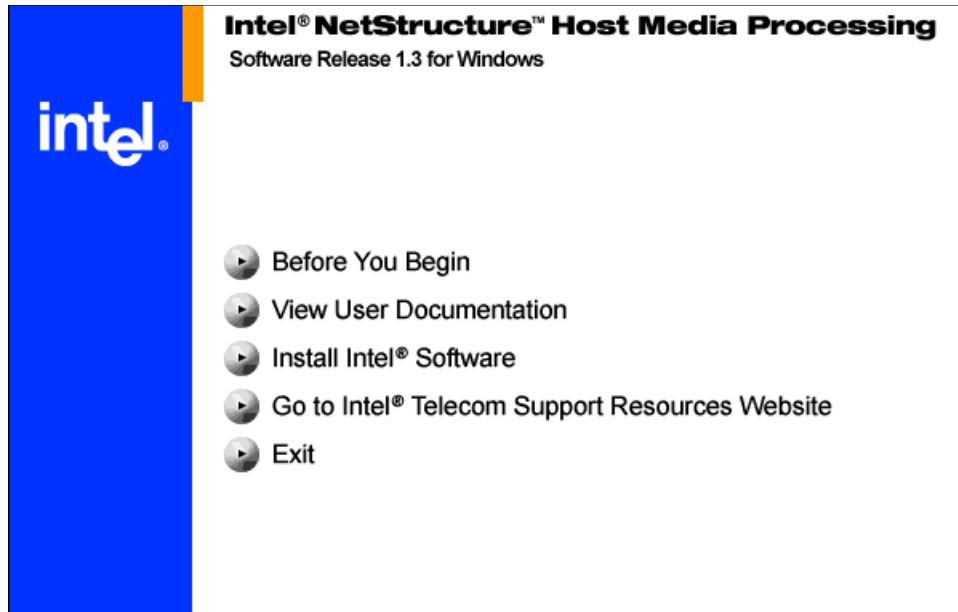 Intel® NetStructure™ Host Media Processing
Software Release 1.3 for Windows
intel®
Before You Begin
View User Documentation
Install Intel® Software
Go to Intel® Telecom Support Resources Website
Exit